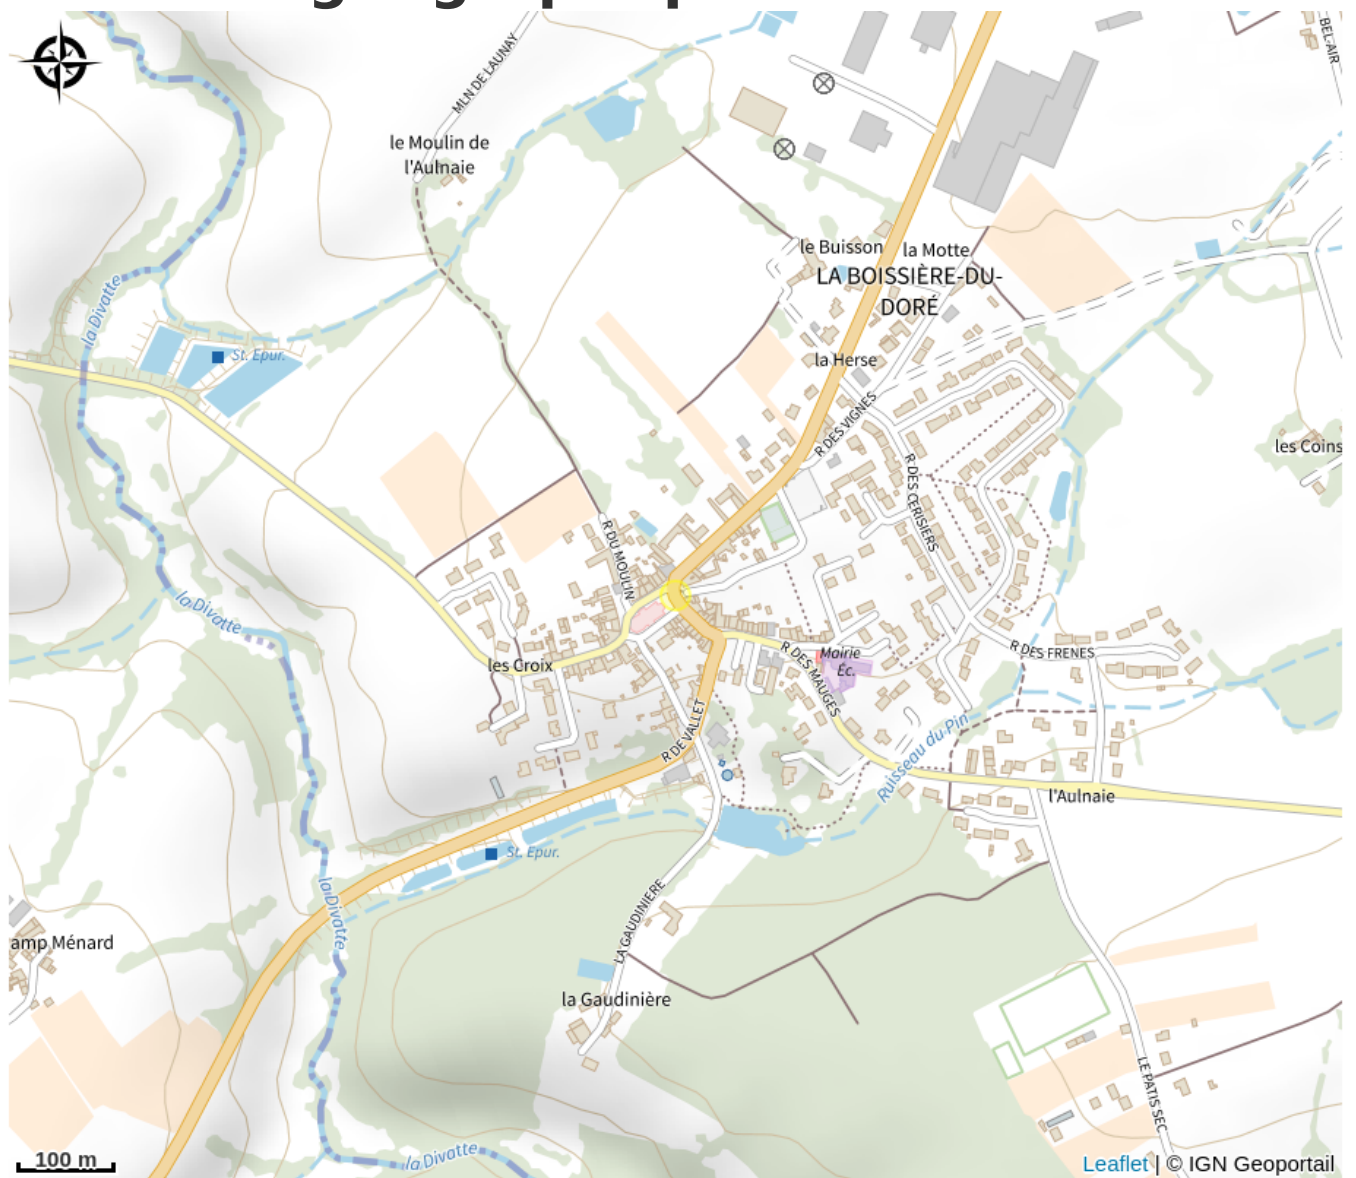 BEL-AIR
MLN DE LAUNAY
le Moulin de
l'Aulnaie
le Buisson
la Motte
LA BOISSIÈRE-DU-
DORÉ
la Divatte
St. Epur.
la Herse
R DES VIGNES
les Coins
R DES CERISIERS
R DU MOULIN
la Divatte
les Croix
R DES MAUGES
Mairie
Éc.
R DES FRENES
R DE VALLET
Ruisseau du Pin
l'Aulnaie
St. Epur.
la Divatte
LA GAUDINIERE
amp Ménard
la Gaudinière
LE PATIS SEC
la Divatte
100 m
Leaflet | © IGN Geoportail